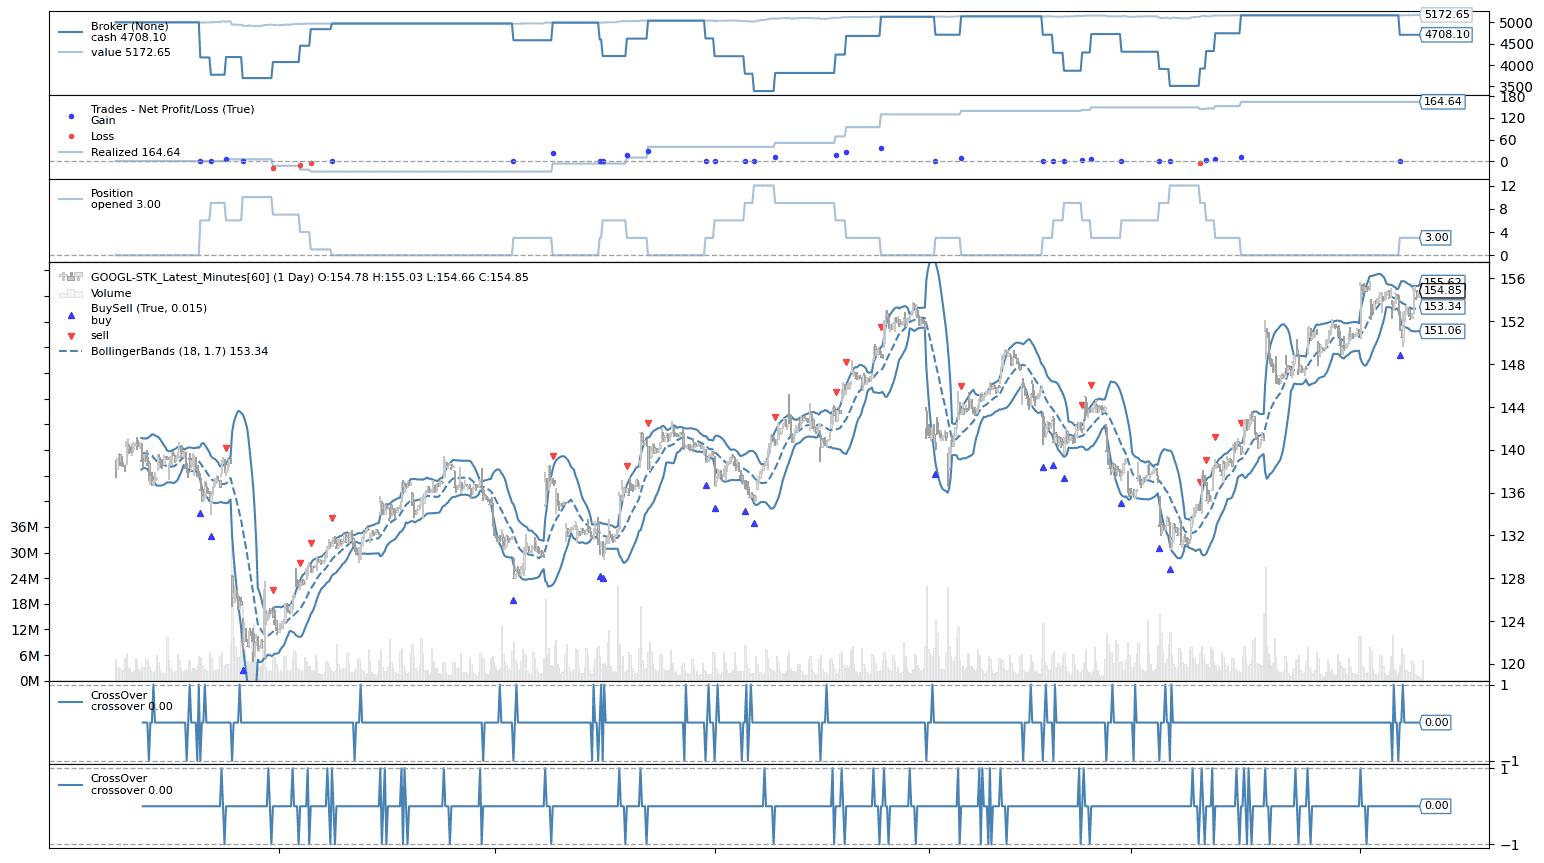 Broker (None)
cash 4708.10
value 5172.65
5172.65
5000
4708.10
4500
4000
3500
Trades - Net Profit/Loss (True)
Gain
Loss
Realized 164.64
180
164.64
120
60
0
Position
opened 3.00
12
8
4
3.00
0
GOOGL-STK_Latest_Minutes[60] (1 Day) O:154.78 H:155.03 L:154.66 C:154.85
Volume
BuySell (True, 0.015)
buy
sell
BollingerBands (18, 1.7) 153.34
156
155.62
154.85
153.34
152
151.06
148
144
140
136
132
128
124
120
36M
30M
24M
18M
12M
6M
0M
CrossOver
crossover 0.00
1
0.00
−1
CrossOver
crossover 0.00
1
0.00
−1